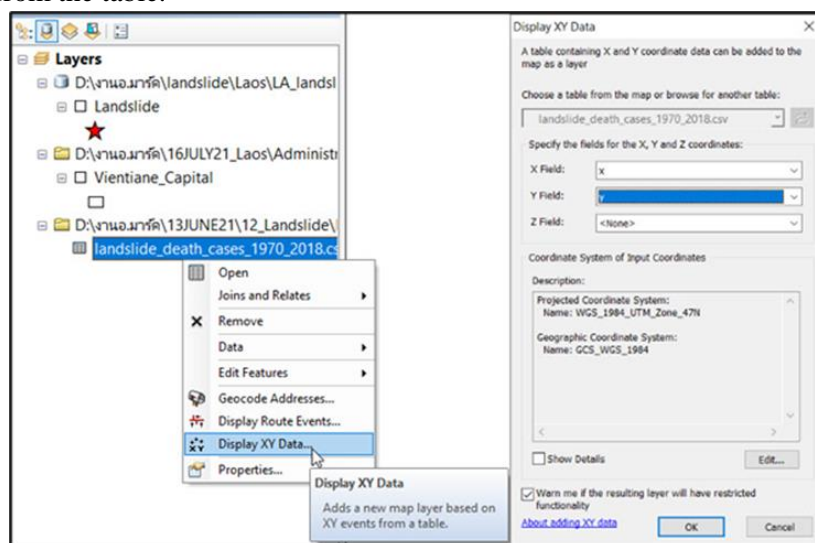 from the table.
Layers
D:\งานอ.มาร์ค\landslide\Laos\LA_landsl
Landslide
D:\งานอ.มาร์ค\16JULY21_Laos\Administr
Vientiane_Capital
D:\งานอ.มาร์ค\13JUNE21\12_Landslide\
landslide_death_cases_1970_2018.cs
Open
Joins and Relates
Remove
Data
Edit Features
Geocode Addresses...
Display Route Events...
Display XY Data...
Properties...
Display XY Data
Adds a new map layer based on
XY events from a table.
Display XY Data
A table containing X and Y coordinate data can be added to the
map as a layer
Choose a table from the map or browse for another table:
landslide_death_cases_1970_2018.csv
Specify the fields for the X, Y and Z coordinates:
X Field: x
Y Field: y
Z Field: <None>
Coordinate System of Input Coordinates
Description:
Projected Coordinate System:
Name: WGS_1984_UTM_Zone_47N
Geographic Coordinate System:
Name: GCS_WGS_1984
Show Details Edit...
Warn me if the resulting layer will have restricted
functionality
About adding XY data OK Cancel